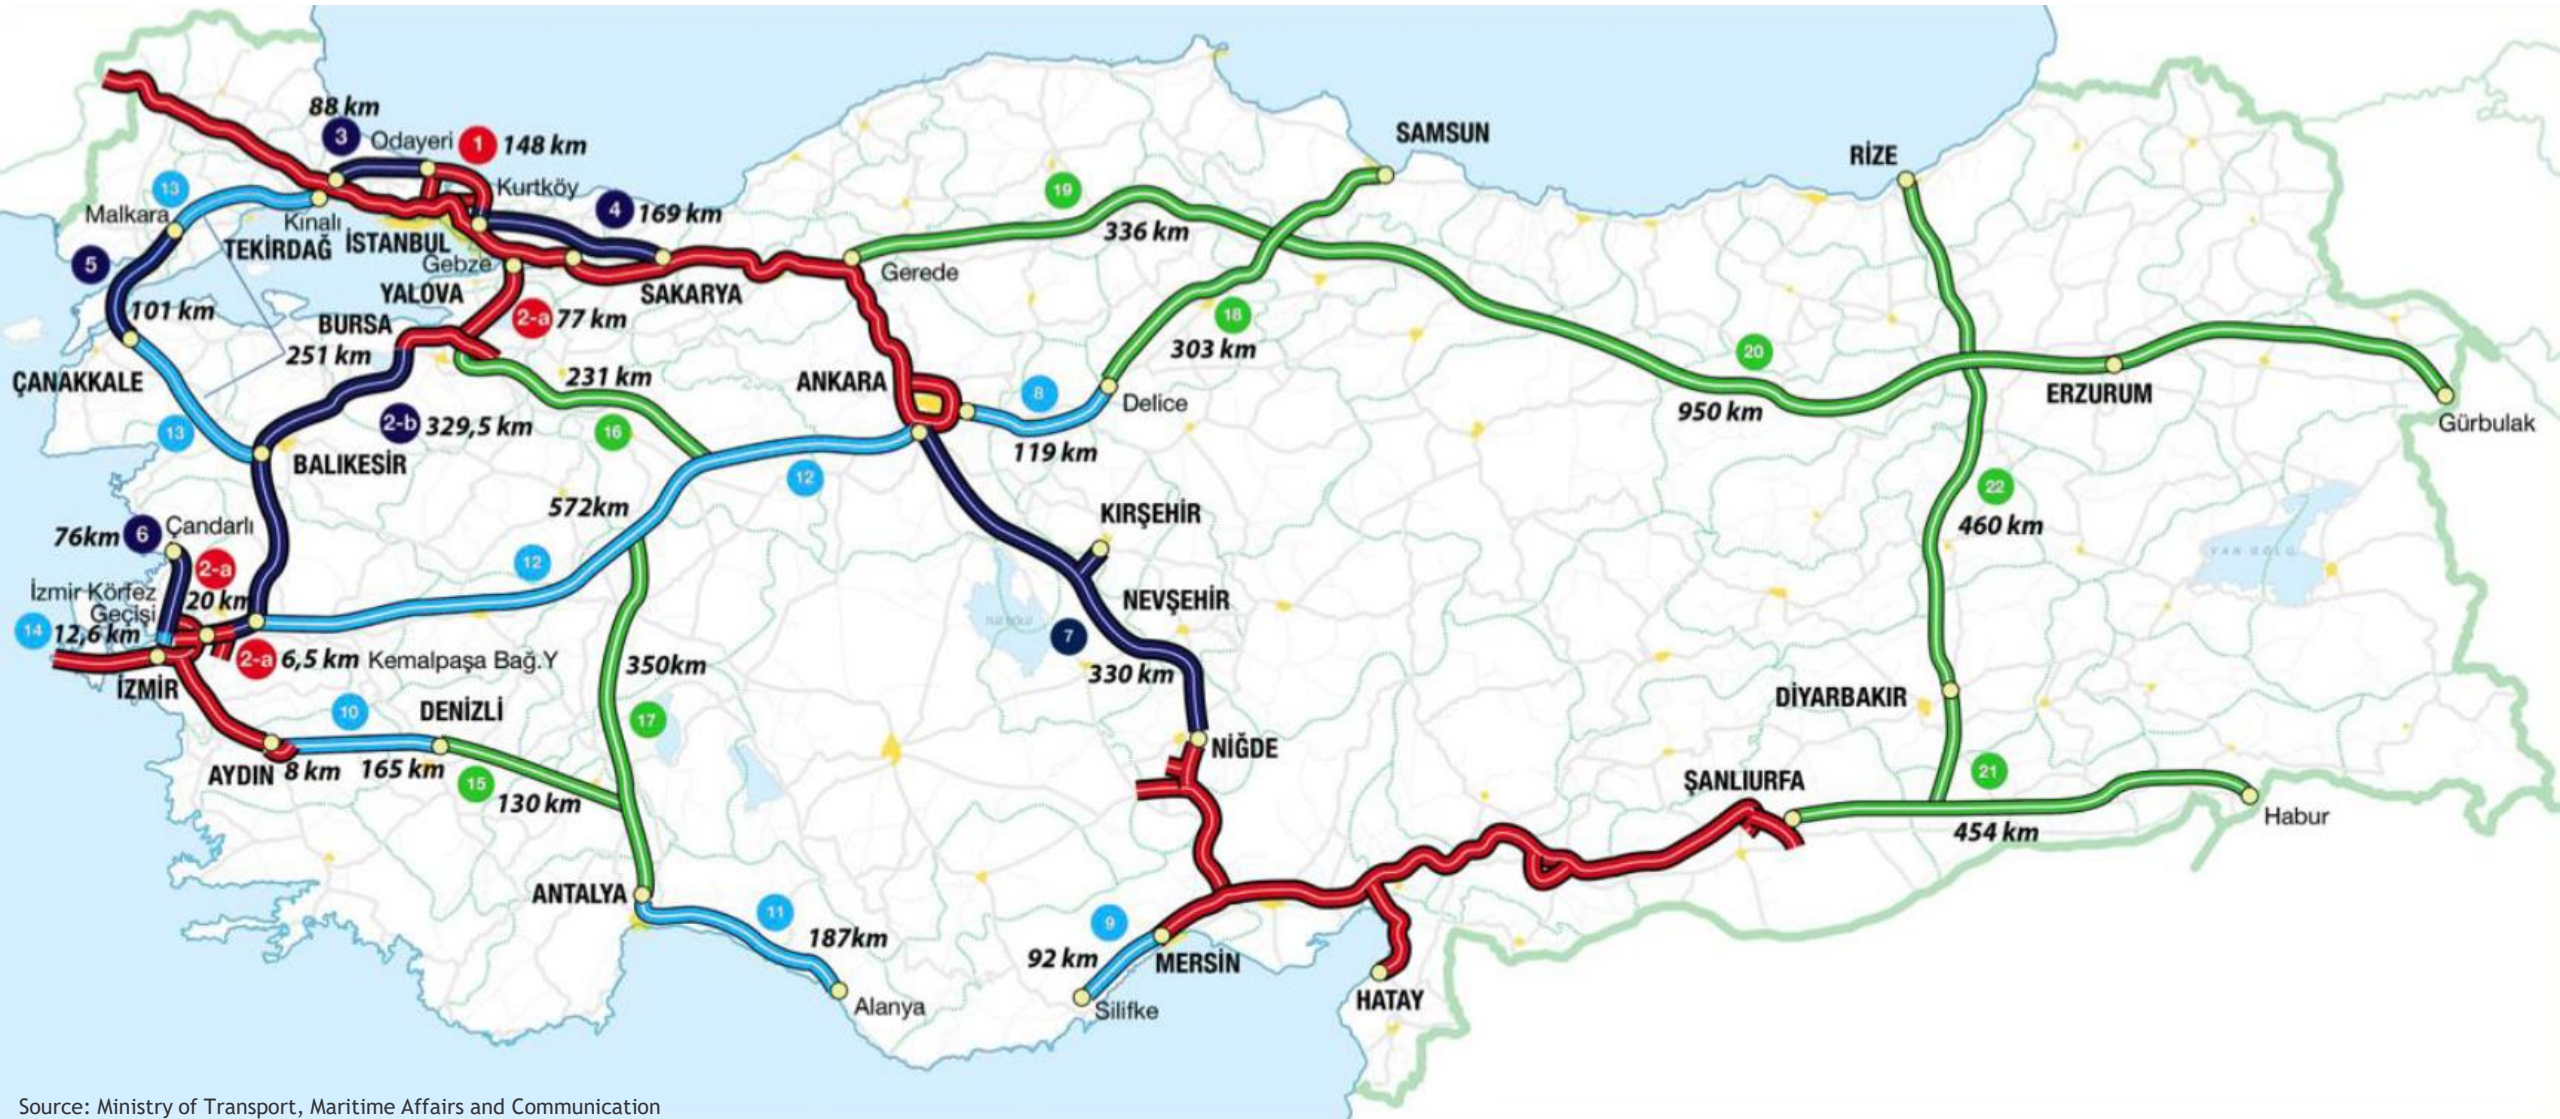 88 km
3
Odayeri
1
148 km
SAMSUN
RİZE
13
Malkara
Kınalı
Kurtköy
4
169 km
19
336 km
TEKİRDAĞ
İSTANBUL
Gebze
5
101 km
YALOVA
SAKARYA
Gerede
BURSA
251 km
2-a
77 km
18
303 km
20
950 km
ÇANAKKALE
231 km
ANKARA
8
Delice
119 km
ERZURUM
Gürbulak
13
2-b
329,5 km
16
BALIKESİR
12
572km
22
460 km
KIRŞEHİR
76km
6
Çandarlı
12
VAN GÖLÜ
2-a
20 km
İzmir Körfez
Geçişi
14
12,6 km
NEVŞEHİR
7
330 km
2-a
6,5 km
Kemalpaşa Bağ.Y
350km
İZMİR
10
DENİZLİ
17
DİYARBAKIR
NİĞDE
AYDIN
8 km
165 km
15
130 km
ŞANLIURFA
21
454 km
Habur
ANTALYA
11
187km
Alanya
9
92 km
MERSİN
Silifke
HATAY
Source: Ministry of Transport, Maritime Affairs and Communication